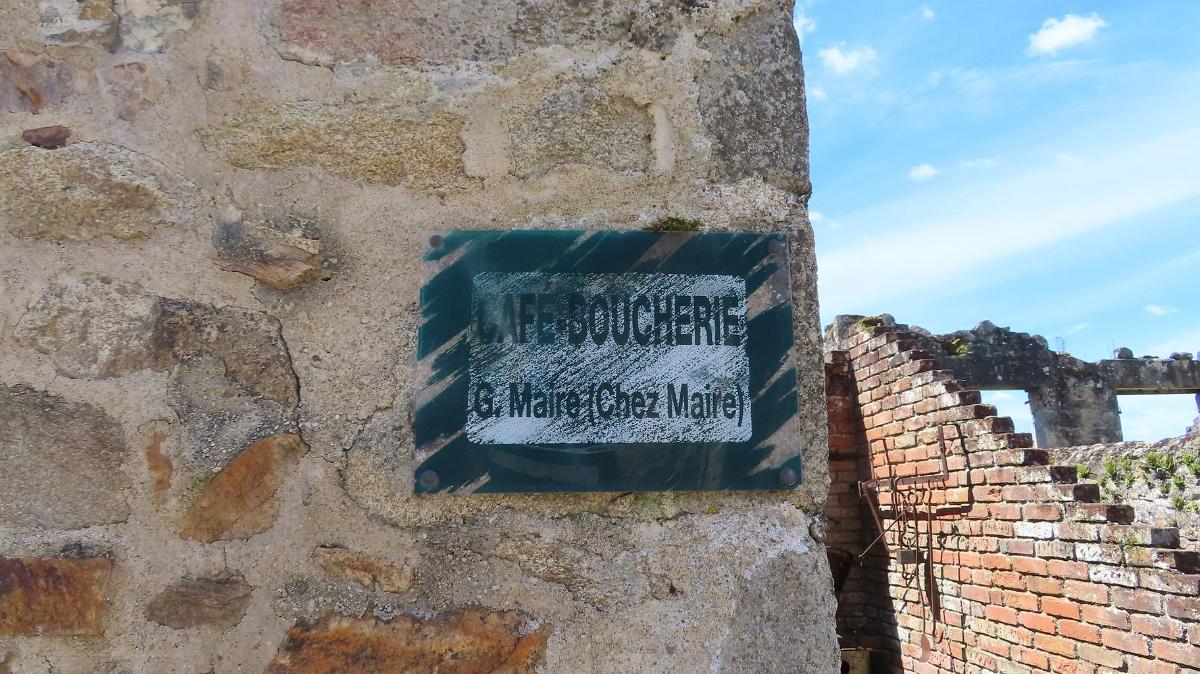 CAFE-BOUCHERIE
G. Maire (Chez Maire)